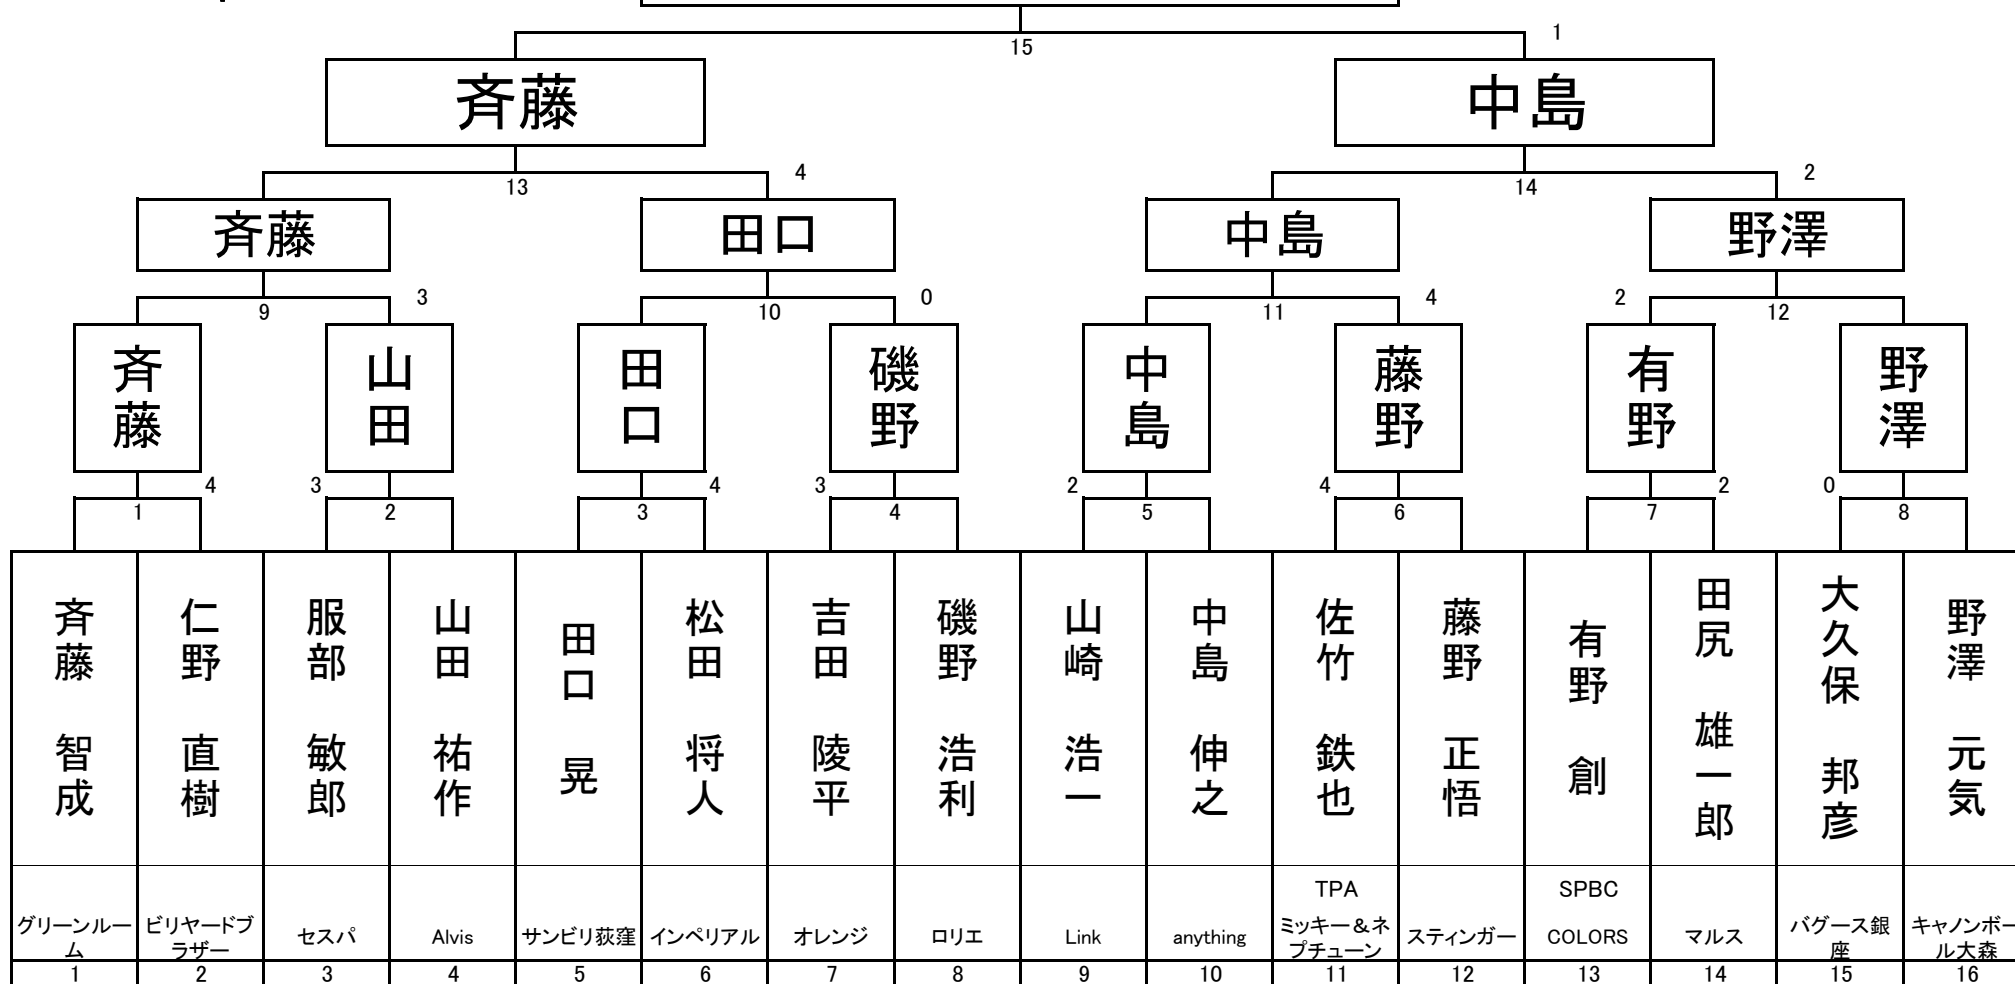 1
15
斉藤
中島
4
2
13
14
斉藤
田口
中島
野澤
3
0
4
2
9
10
11
12
斉藤
山田
田口
磯野
中島
藤野
有野
野澤
4
3
4
3
2
4
2
0
1
2
3
4
5
6
7
8
斉藤 智成
仁野 直樹
服部 敏郎
山田 祐作
田口 晃
松田 将人
吉田 陵平
磯野 浩利
山崎 浩一
中島 伸之
佐竹 鉄也
藤野 正悟
有野 創
田尻 雄一郎
大久保 邦彦
野澤 元気
グリーンルー
ム
ビリヤードブ
ラザー
セスパ
Alvis
サンビリ荻窪
インペリアル
オレンジ
ロリエ
Link
anything
TPA
ミッキー&ネ
プチューン
スティンガー
SPBC
COLORS
マルス
バグース銀
座
キャノンボー
ル大森
1
2
3
4
5
6
7
8
9
10
11
12
13
14
15
16